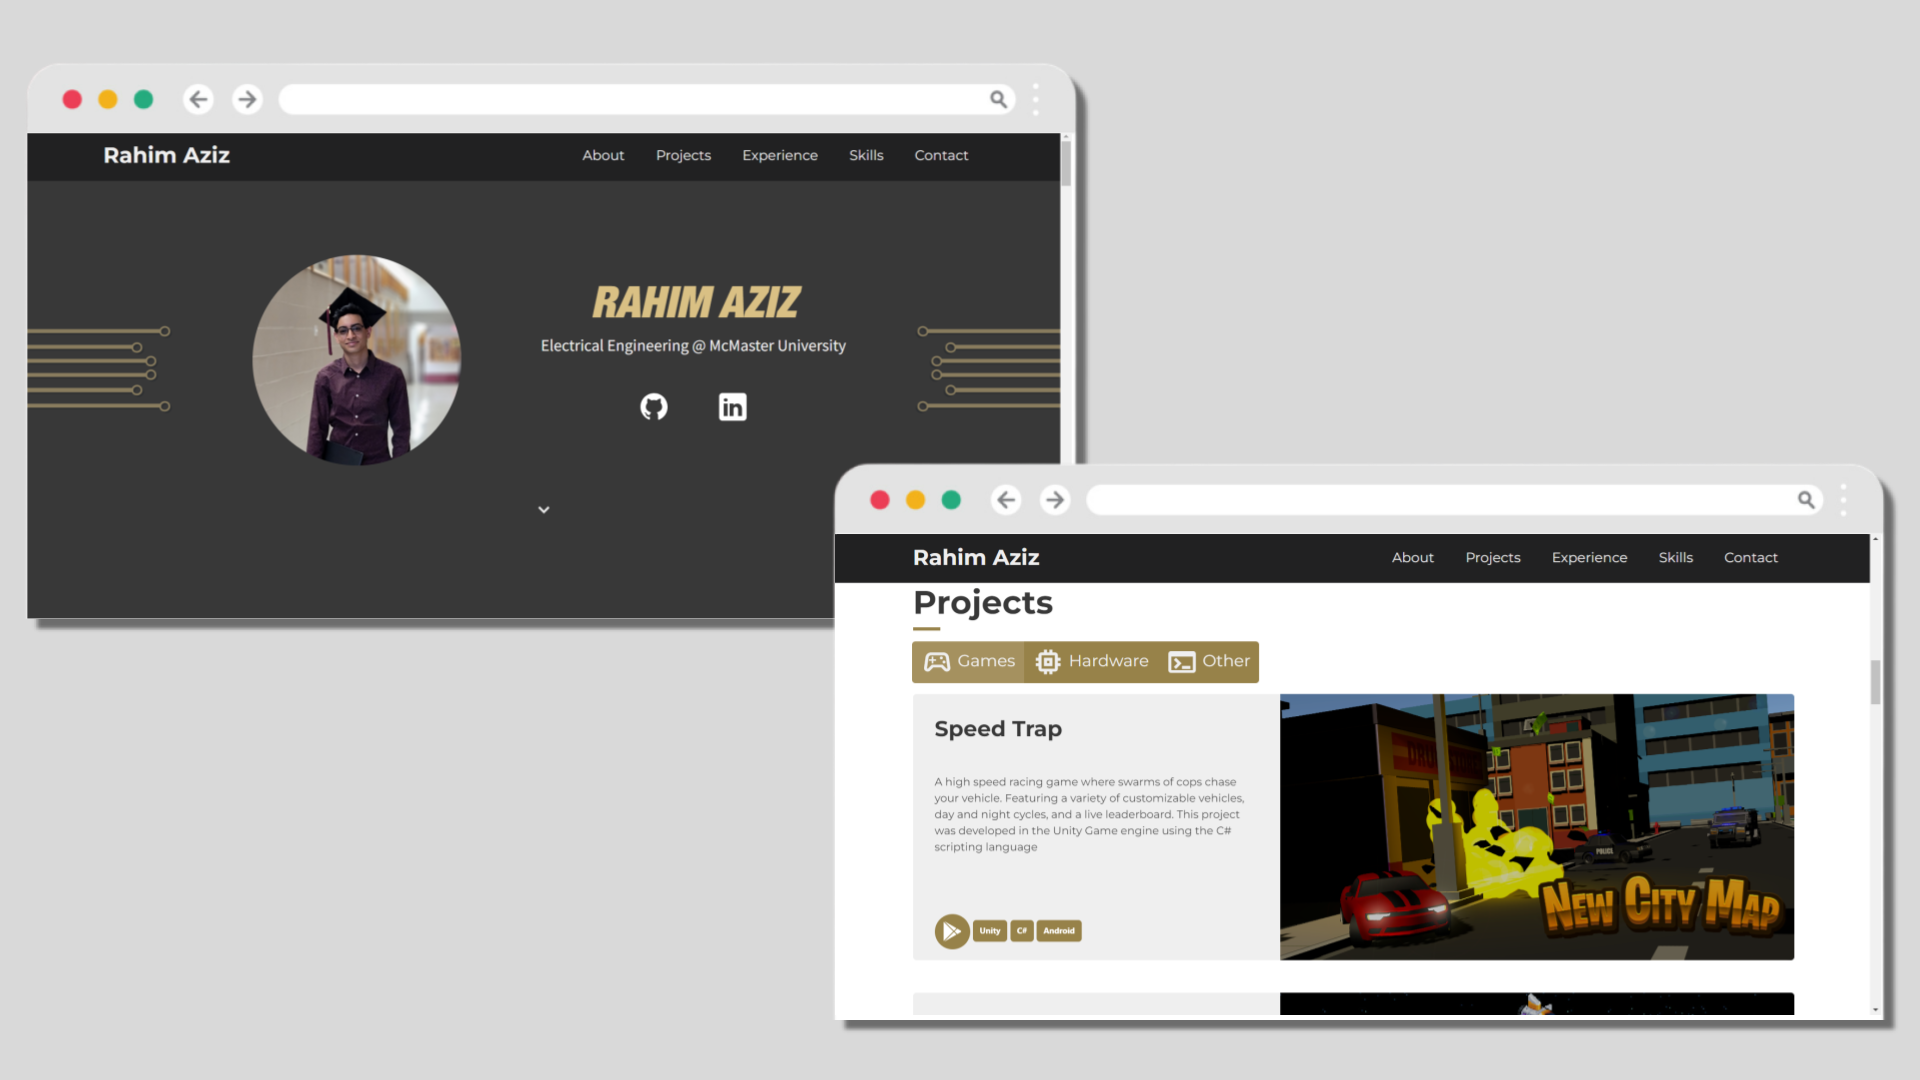 Rahim Aziz
About Projects Experience Skills Contact
RAHIM AZIZ
Electrical Engineering @ McMaster University
in
Rahim Aziz
About Projects Experience Skills Contact
Projects
Games Hardware Other
Speed Trap
A high speed racing game where swarms of cops chase
your vehicle. Featuring a variety of customizable vehicles,
day and night cycles, and a live leaderboard. This project
was developed in the Unity Game engine using the C#
scripting language
Unity C# Android
POLICE
NEW CITY MAP